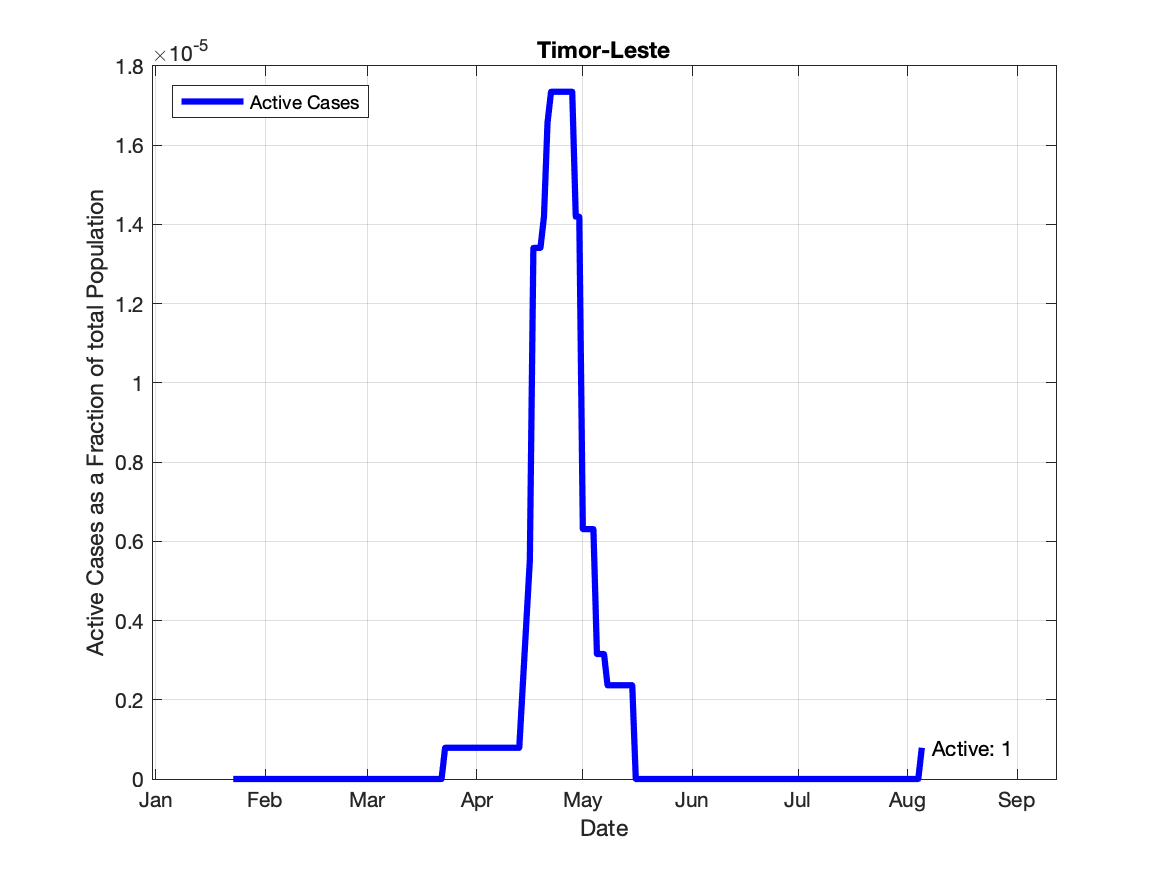 Timor-Leste
×10-5
Active Cases
1.8
1.6
1.4
1.2
1
0.8
0.6
0.4
0.2
0
Active Cases as a Fraction of total Population
Active: 1
Jan Feb Mar Apr May Jun Jul Aug Sep
Date